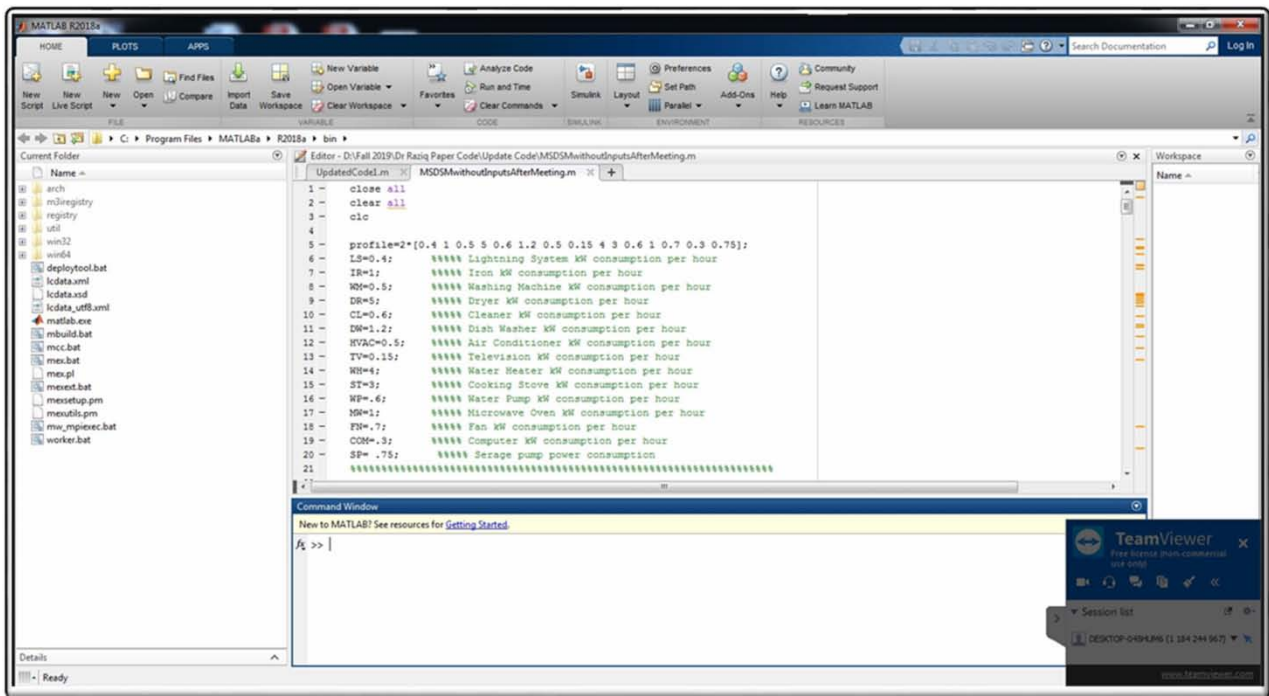 MATLAB R2018a
HOME PLOTS APPS
Search Documentation Log In
New Script
New Live Script
New
Open
Find Files
Compare
Import Data
Save Workspace
New Variable
Open Variable
Clear Workspace
Favorites
Analyze Code
Run and Time
Clear Commands
Simulink
Layout
Preferences
Set Path
Parallel
Add-Ons
Help
Community
Request Support
Learn MATLAB
FILE VARIABLE CODE SIMULINK ENVIRONMENT RESOURCES
C: Program Files MATLABa R2018a bin
Current Folder
Name
arch
m3iregistry
registry
util
win32
win64
deploytool.bat
lcdata.xml
lcdata.xsd
lcdata_utf8.xml
matlab.exe
mbuild.bat
mcc.bat
mex.bat
mex.pl
mexext.bat
mexsetup.pm
mexutils.pm
mw_mpiexec.bat
worker.bat
Details
Ready
Editor - D:\Fall 2019\Dr Raziq Paper Code\Update Code\MSDSMwithoutInputsAfterMeeting.m
UpdatedCode1.m MSDSMwithoutInputsAfterMeeting.m +
1 - close all
2 - clear all
3 - clc
4
5 - profile=2*[0.4 1 0.5 5 0.6 1.2 0.5 0.15 4 3 0.6 1 0.7 0.3 0.75];
6 - LS=0.4; %%%%% Lightning System kW consumption per hour
7 - IR=1; %%%%% Iron kW consumption per hour
8 - WM=0.5; %%%%% Washing Machine kW consumption per hour
9 - DR=5; %%%%% Dryer kW consumption per hour
10 - CL=0.6; %%%%% Cleaner kW consumption per hour
11 - DW=1.2; %%%%% Dish Washer kW consumption per hour
12 - HVAC=0.5; %%%%% Air Conditioner kW consumption per hour
13 - TV=0.15; %%%%% Television kW consumption per hour
14 - WH=4; %%%%% Water Heater kW consumption per hour
15 - ST=3; %%%%% Cooking Stove kW consumption per hour
16 - WP=.6; %%%%% Water Pump kW consumption per hour
17 - MW=1; %%%%% Microwave Oven kW consumption per hour
18 - FN=.7; %%%%% Fan kW consumption per hour
19 - COM=.3; %%%%% Computer kW consumption per hour
20 - SP= .75; %%%%% Serage pump power consumption
21 %%%%%%%%%%%%%%%%%%%%%%%%%%%%%%%%%%%%%%%%%%%%%%%%%%%%%%%%%%%%%%%%%%
Command Window
New to MATLAB? See resources for Getting Started.
fx >>
Workspace
Name
TeamViewer
Free license (non-commercial use only)
Session list
www.teamviewer.com